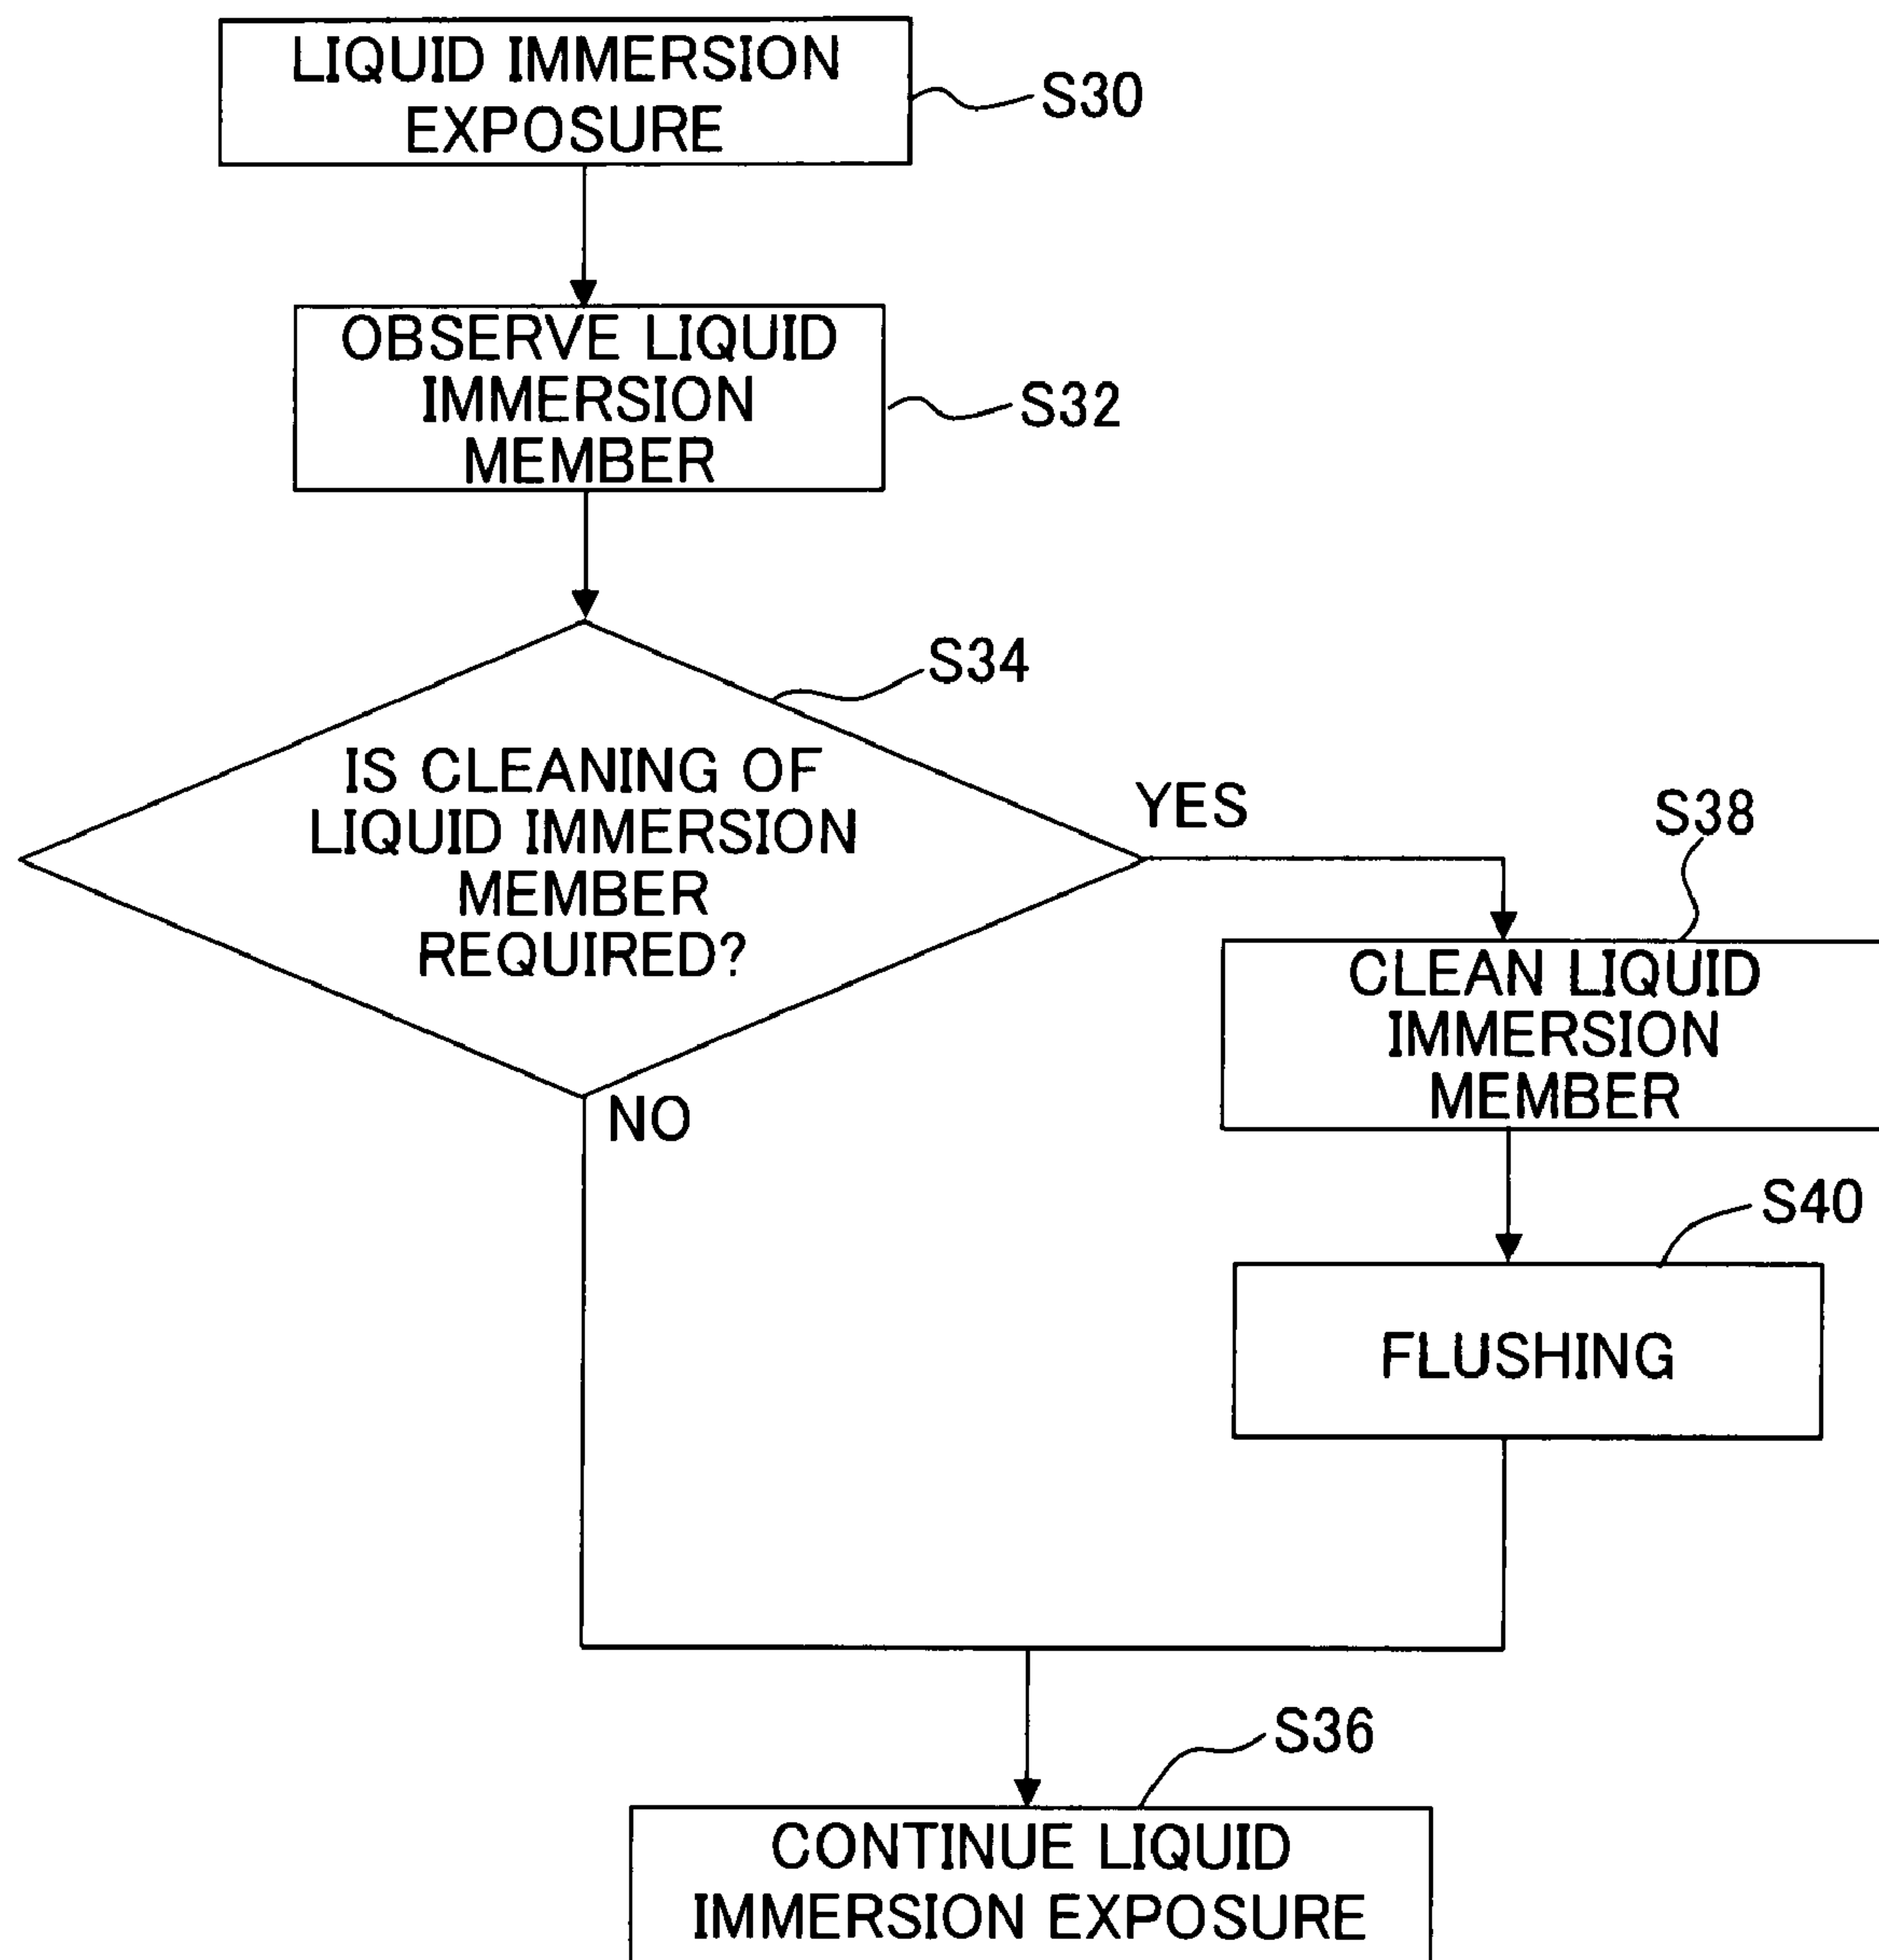 LIQUID IMMERSION
EXPOSURE
S30
OBSERVE LIQUID
IMMERSION
MEMBER
S32
S34
IS CLEANING OF
LIQUID IMMERSION
MEMBER
REQUIRED?
YES
NO
S38
CLEAN LIQUID
IMMERSION
MEMBER
S40
FLUSHING
S36
CONTINUE LIQUID
IMMERSION EXPOSURE